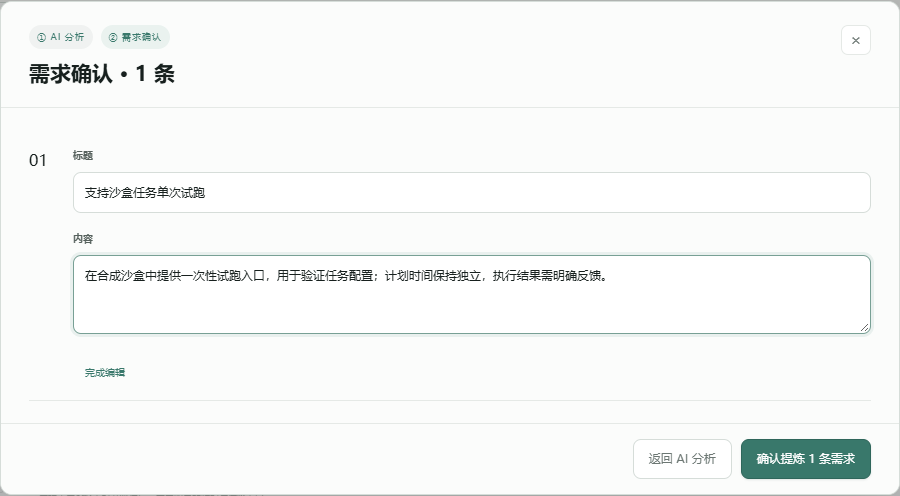 ① AI 分析
② 需求确认
需求确认 • 1 条
×
01
标题
支持沙盒任务单次试跑
内容
在合成沙盒中提供一次性试跑入口，用于验证任务配置；计划时间保持独立，执行结果需明确反馈。
完成编辑
返回 AI 分析
确认提炼 1 条需求